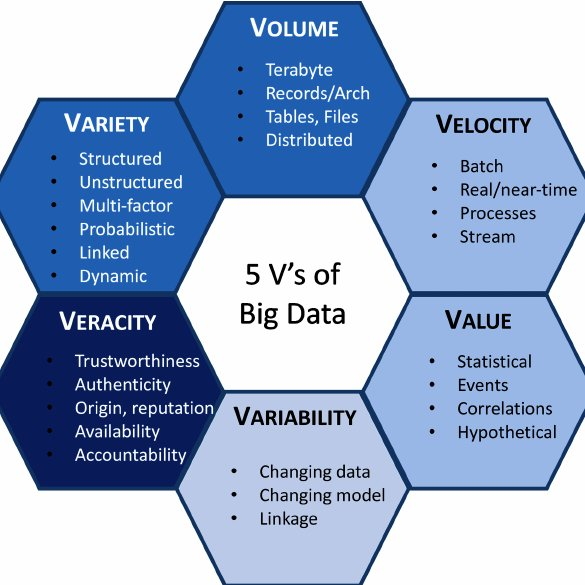 VOLUME
• Terabyte
• Records/Arch
• Tables, Files
• Distributed
VARIETY
• Structured
• Unstructured
• Multi-factor
• Probabilistic
• Linked
• Dynamic
VELOCITY
• Batch
• Real/near-time
• Processes
• Stream
5 V’s of
Big Data
VERACITY
• Trustworthiness
• Authenticity
• Origin, reputation
• Availability
• Accountability
VALUE
• Statistical
• Events
• Correlations
• Hypothetical
VARIABILITY
• Changing data
• Changing model
• Linkage